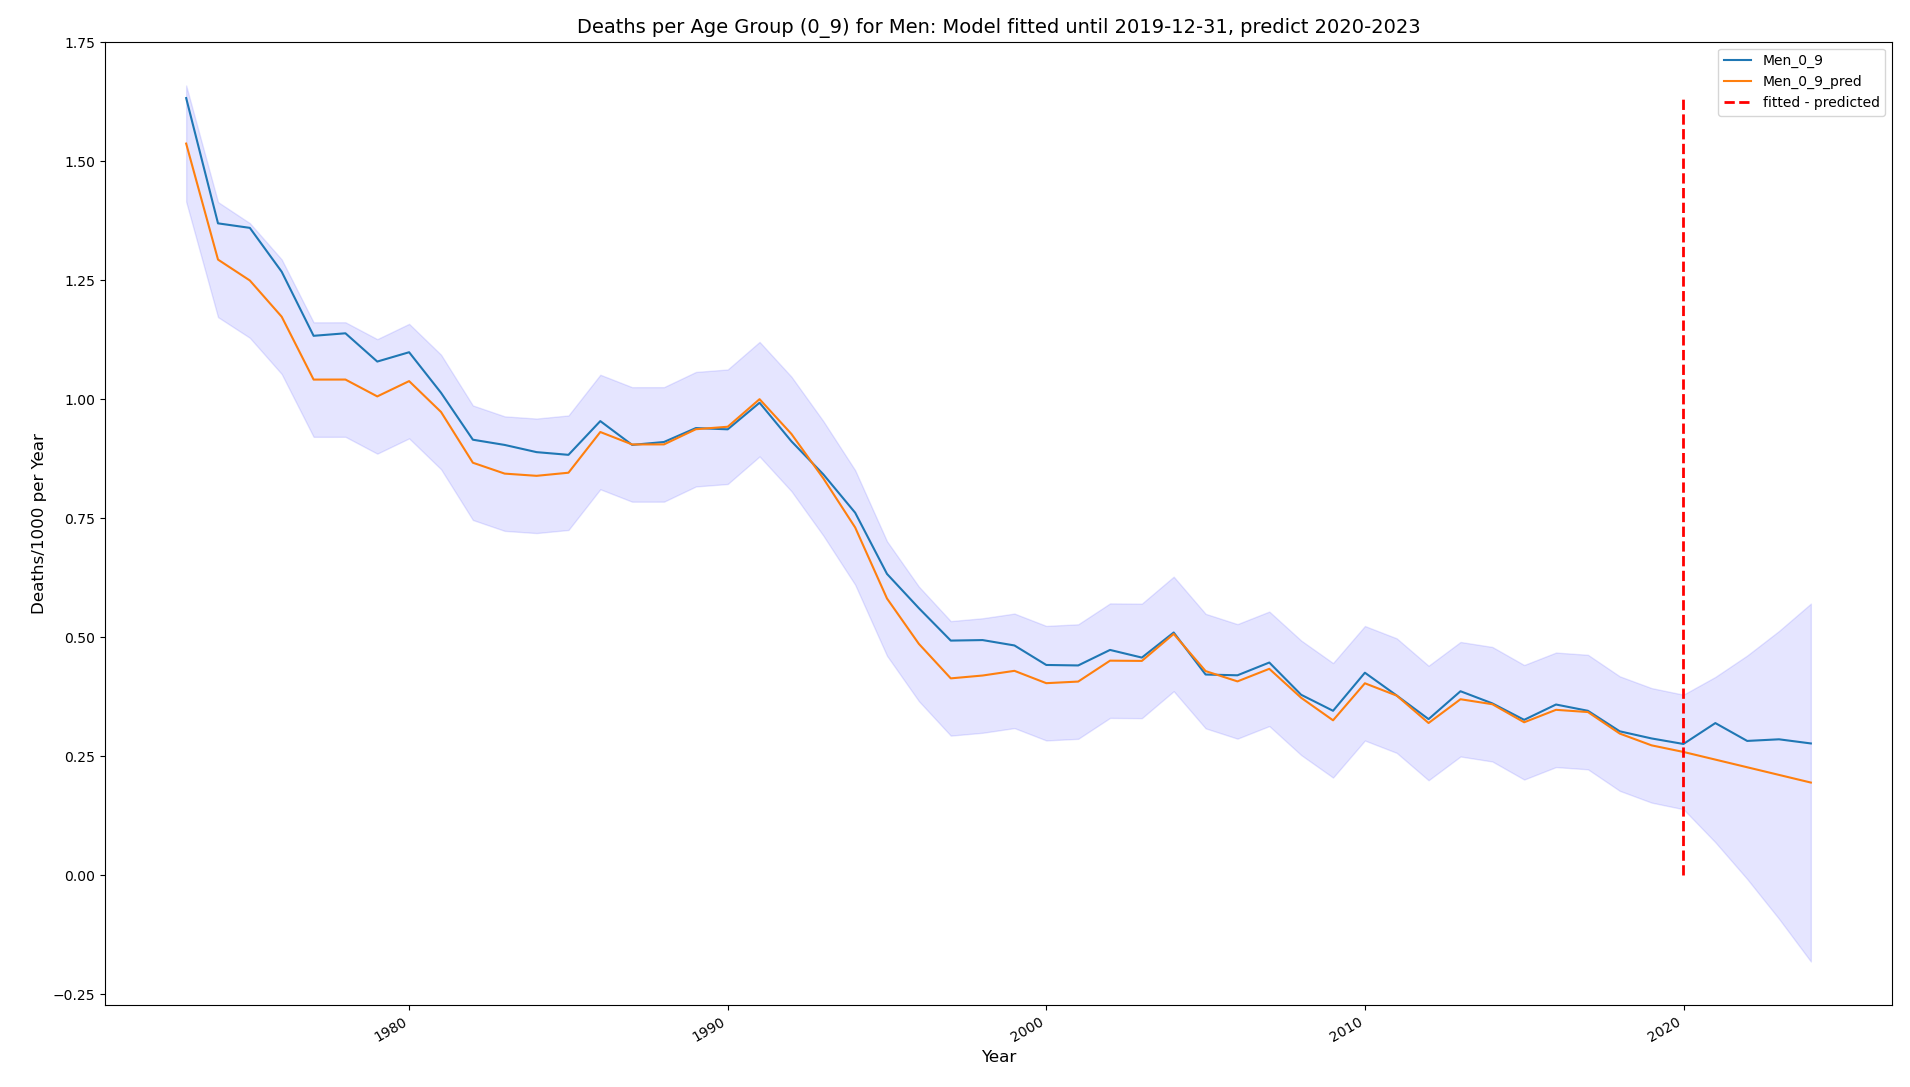 Deaths per Age Group (0_9) for Men: Model fitted until 2019-12-31, predict 2020-2023
Men_0_9
Men_0_9_pred
fitted - predicted
Deaths/1000 per Year
1.75
1.50
1.25
1.00
0.75
0.50
0.25
0.00
−0.25
1980
1990
2000
2010
2020
Year